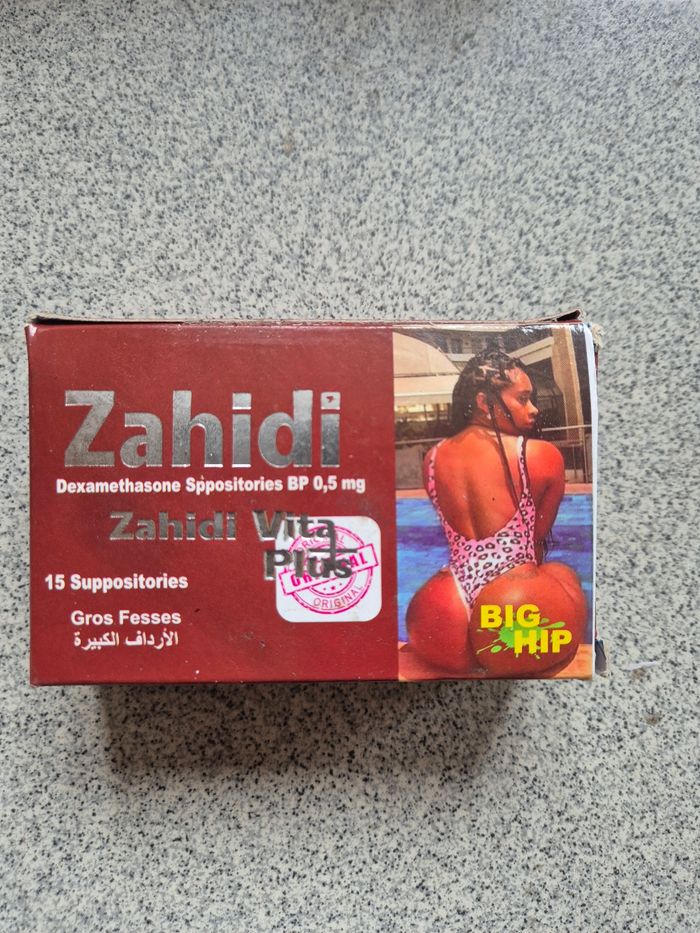 Zahidi
Dexamethasone Sppositories BP 0,5 mg
Zahidi Vita
Plus
ORIGINAL
15 Suppositories
Gros Fesses
الأرداف الكبيرة
BIG
HIP